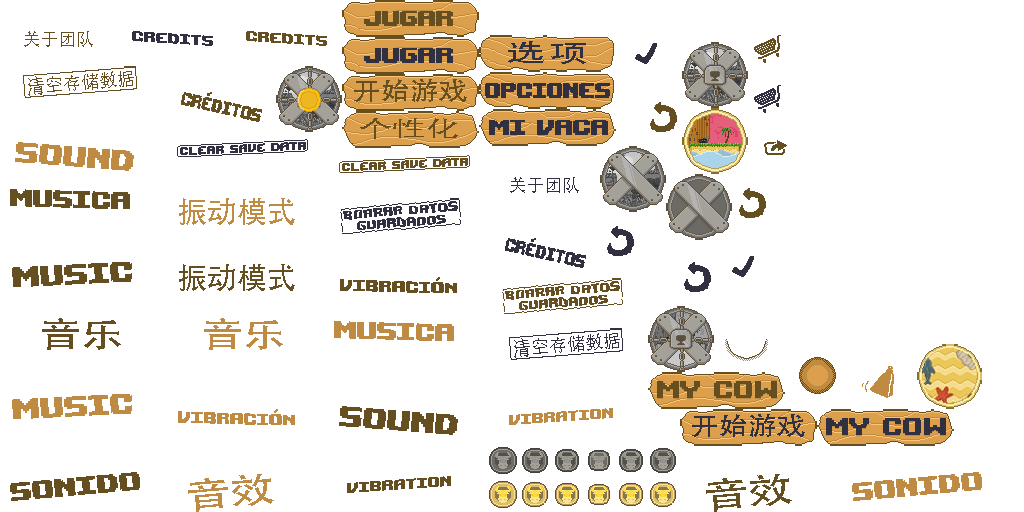 JUGAR
关于团队
CREDITS
CREDITS
JUGAR
选项
清空存储数据
开始游戏
OPCIONES
CRÉDITOS
个性化
MI VACA
SOUND
CLEAR SAVE DATA
CLEAR SAVE DATA
关于团队
MUSICA
振动模式
BORRAR DATOS
GUARDADOS
CRÉDITOS
MUSIC
振动模式
VIBRACIÓN
BORRAR DATOS
GUARDADOS
音乐
音乐
MUSICA
清空存储数据
MY COW
MUSIC
VIBRACIÓN
SOUND
VIBRATION
开始游戏
MY COW
SONIDO
音效
VIBRATION
音效
SONIDO